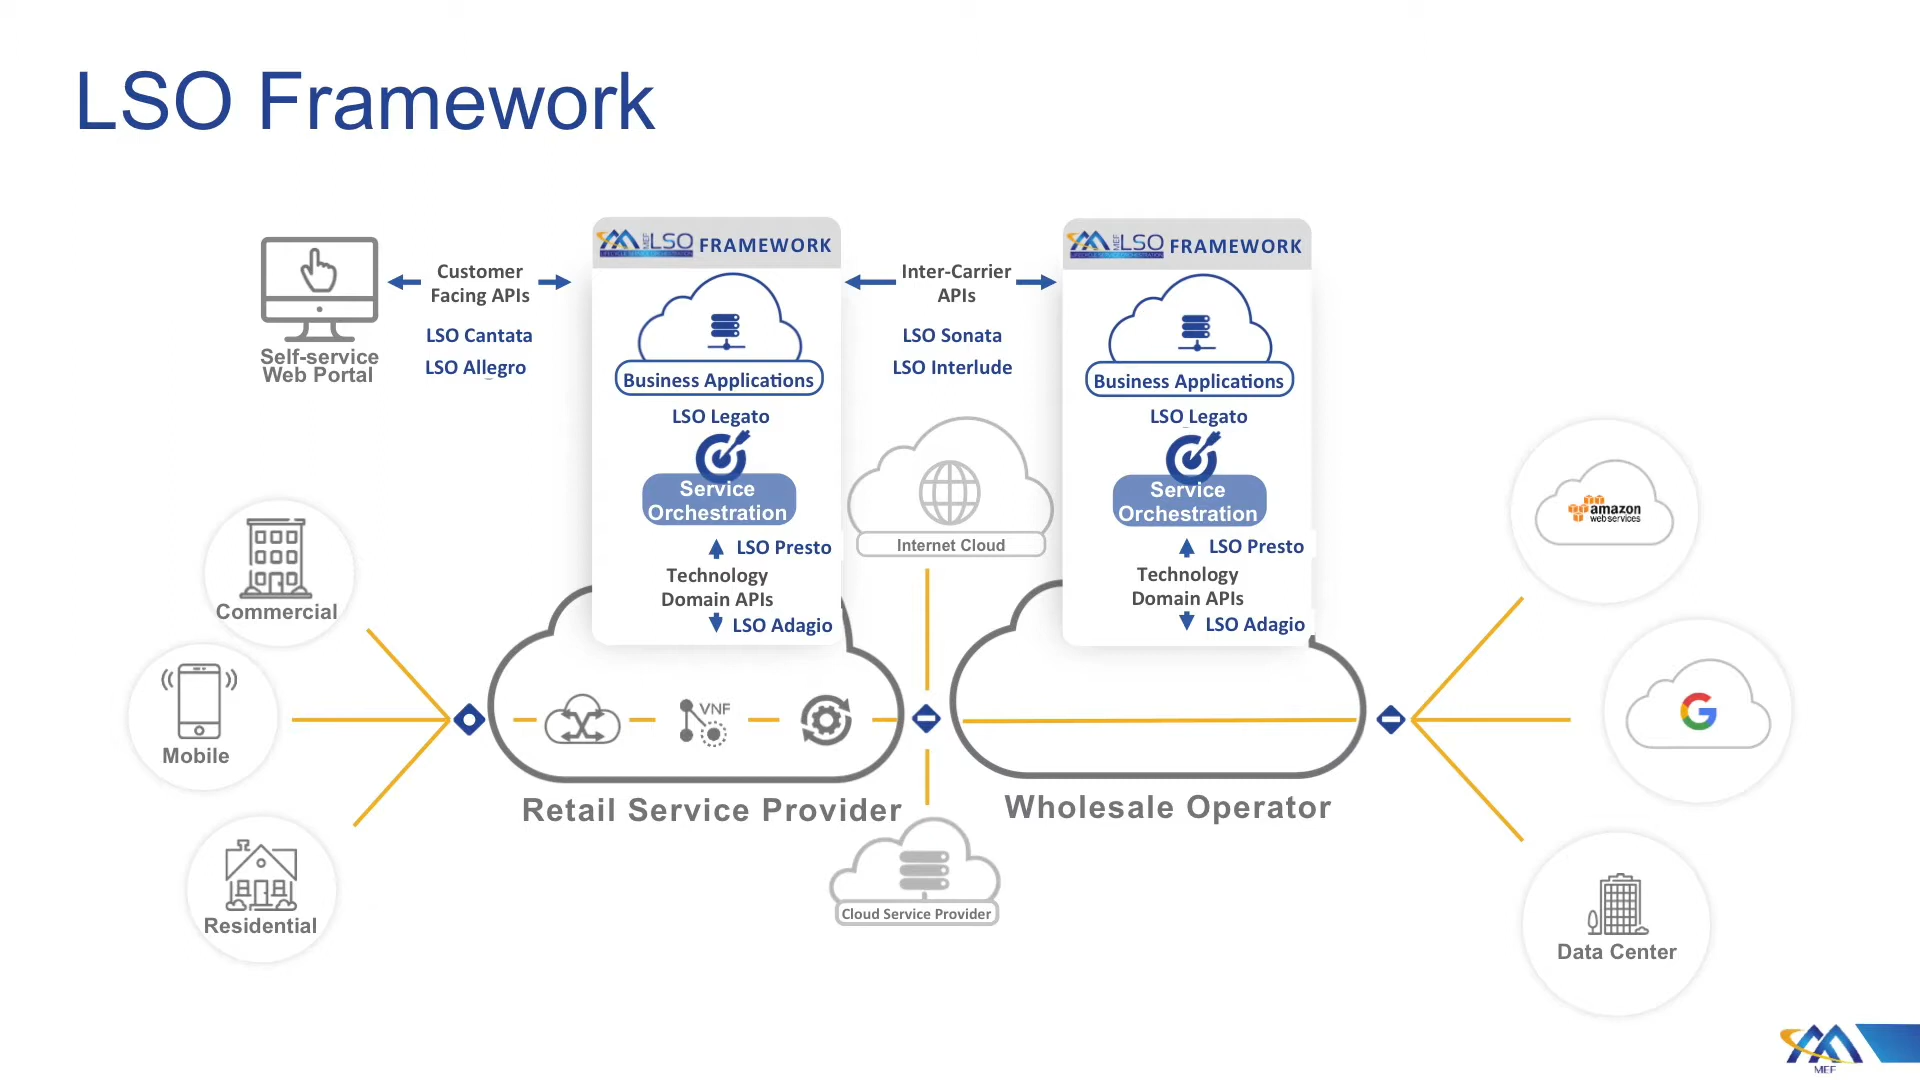 LSO Framework
MEF LSO FRAMEWORK
MEF LSO FRAMEWORK
Customer
Facing APIs
LSO Cantata
LSO Allegro
Self-service
Web Portal
Inter-Carrier
APIs
LSO Sonata
LSO Interlude
Business Applications
LSO Legato
Service
Orchestration
LSO Presto
Technology
Domain APIs
LSO Adagio
Business Applications
LSO Legato
Service
Orchestration
LSO Presto
Technology
Domain APIs
LSO Adagio
Internet Cloud
Commercial
Mobile
Residential
VNF
Retail Service Provider
Wholesale Operator
Cloud Service Provider
amazon
webservices
G
Data Center
MEF